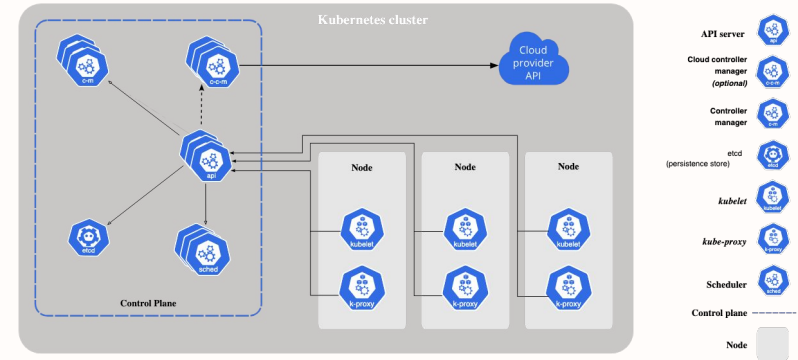 Kubernetes cluster
c-m
c-c-m
Cloud
provider
API
api
etcd
sched
Control Plane
Node
Node
Node
kubelet
kubelet
kubelet
k-proxy
k-proxy
k-proxy
API server
api
Cloud controller
manager
(optional)
c-c-m
Controller
manager
c-m
etcd
(persistence store)
etcd
kubelet
kubelet
kube-proxy
k-proxy
Scheduler
sched
Control plane
Node